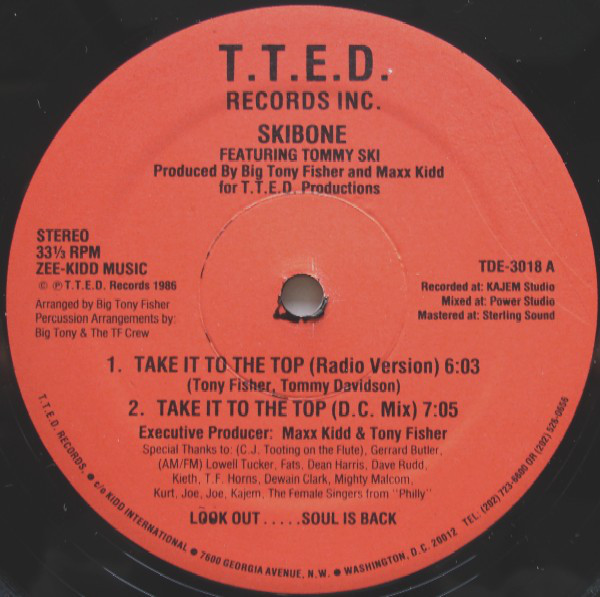 T.T.E.D.
RECORDS INC.
SKIBONE
FEATURING TOMMY SKI
Produced By Big Tony Fisher and Maxx Kidd
for T.T.E.D. Productions
STEREO
33⅓ RPM
ZEE-KIDD MUSIC
© ℗ T.T.E.D. Records 1986
Arranged by Big Tony Fisher
Percussion Arrangements by:
Big Tony & The TF Crew
TDE-3018 A
Recorded at: KAJEM Studio
Mixed at: Power Studio
Mastered at: Sterling Sound
1. TAKE IT TO THE TOP (Radio Version) 6:03
(Tony Fisher, Tommy Davidson)
2. TAKE IT TO THE TOP (D.C. Mix) 7:05
Executive Producer: Maxx Kidd & Tony Fisher
Special Thanks to: (C.J. Tooting on the Flute), Gerrard Butler,
(AM/FM) Lowell Tucker, Fats, Dean Harris, Dave Rudd,
Kieth, T.F. Horns, Dewain Clark, Mighty Malcom,
Kurt, Joe, Joe, Kajem, The Female Singers from "Philly"
LOOK OUT.....SOUL IS BACK
T.T.E.D. RECORDS, ● c/o KIDD INTERNATIONAL ● 7600 GEORGIA AVENUE, N.W. ● WASHINGTON, D.C. 20012 TEL. (202) 723-6600 OR (202) 526-0656